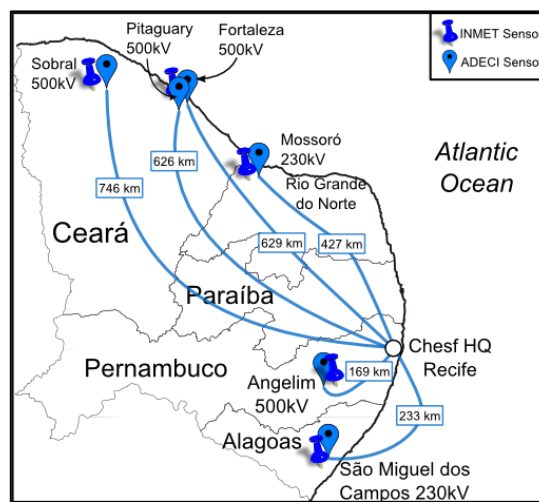 Pitaguary
500kV
Fortaleza
500kV
INMET Sensor
ADECI Sensor
Sobral
500kV
Mossoró
230kV
Atlantic
Ocean
626 km
746 km
Rio Grande
do Norte
Ceará
629 km
427 km
Paraíba
Chesf HQ
Recife
Pernambuco
169 km
Angelim
500kV
233 km
Alagoas
São Miguel dos
Campos 230kV